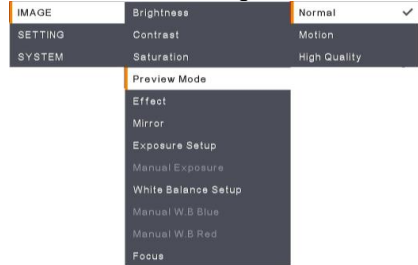 IMAGE
SETTING
SYSTEM
Brightness
Contrast
Saturation
Preview Mode
Effect
Mirror
Exposure Setup
Manual Exposure
White Balance Setup
Manual W.B Blue
Manual W.B Red
Focus
Normal
Motion
High Quality